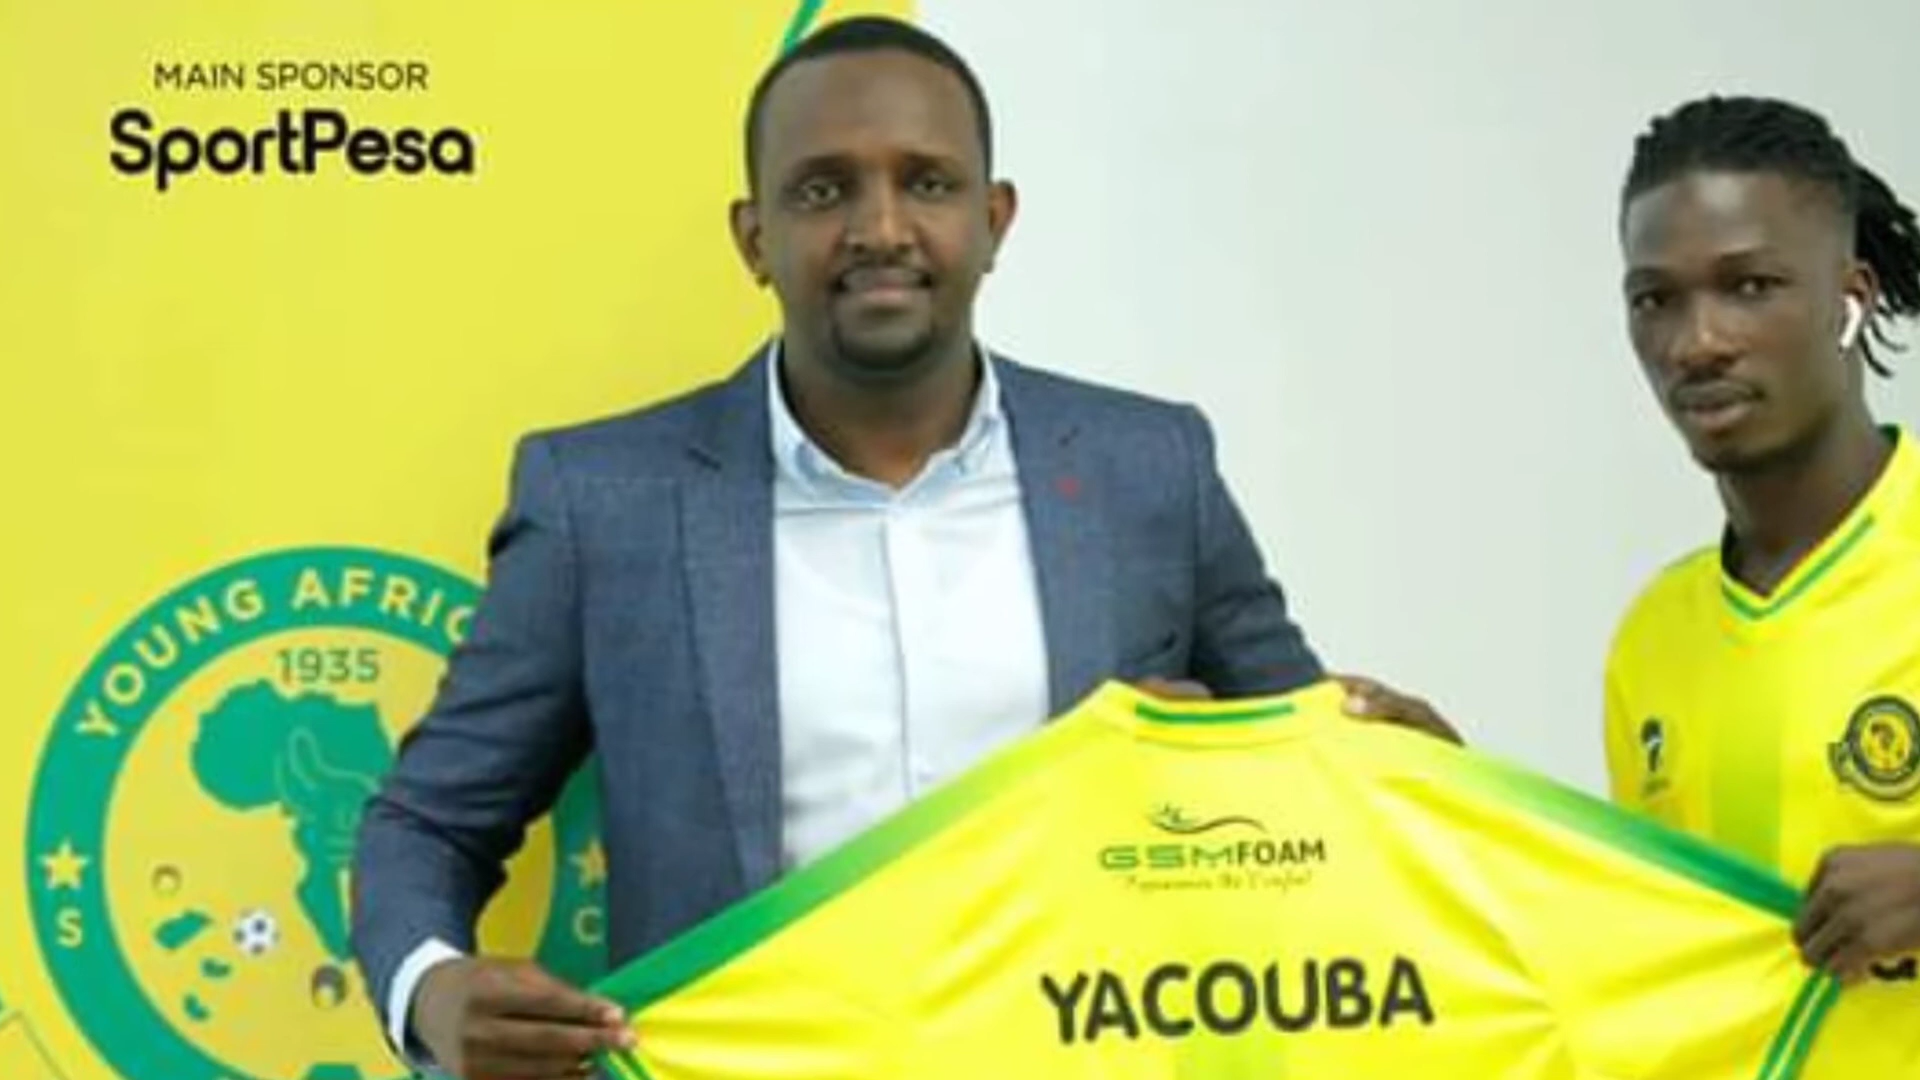 MAIN SPONSOR
SportPesa
YOUNG AFRIC
1935
S
C
GSMFOAM
YACOUBA